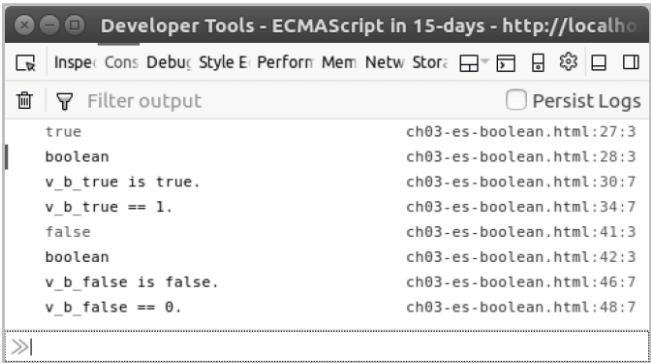 Developer Tools - ECMAScript in 15-days - http://localho
Inspe Cons Debug Style E Perform Mem Netw Stora
Filter output Persist Logs
true ch03-es-boolean.html:27:3
boolean ch03-es-boolean.html:28:3
v_b_true is true. ch03-es-boolean.html:30:7
v_b_true == 1. ch03-es-boolean.html:34:7
false ch03-es-boolean.html:41:3
boolean ch03-es-boolean.html:42:3
v_b_false is false. ch03-es-boolean.html:46:7
v_b_false == 0. ch03-es-boolean.html:48:7